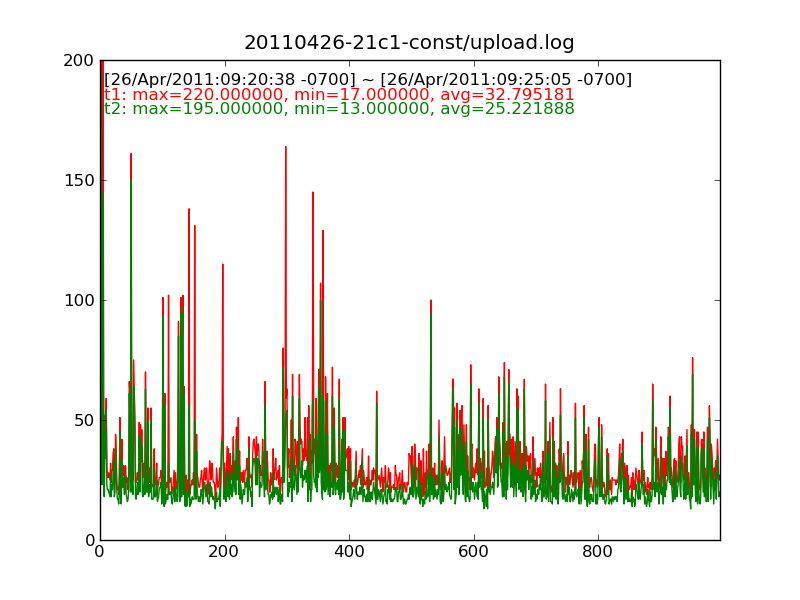 20110426-21c1-const/upload.log
200
[26/Apr/2011:09:20:38 -0700] ~ [26/Apr/2011:09:25:05 -0700]
t1: max=220.000000, min=17.000000, avg=32.795181
t2: max=195.000000, min=13.000000, avg=25.221888
150
100
50
0
0 200 400 600 800